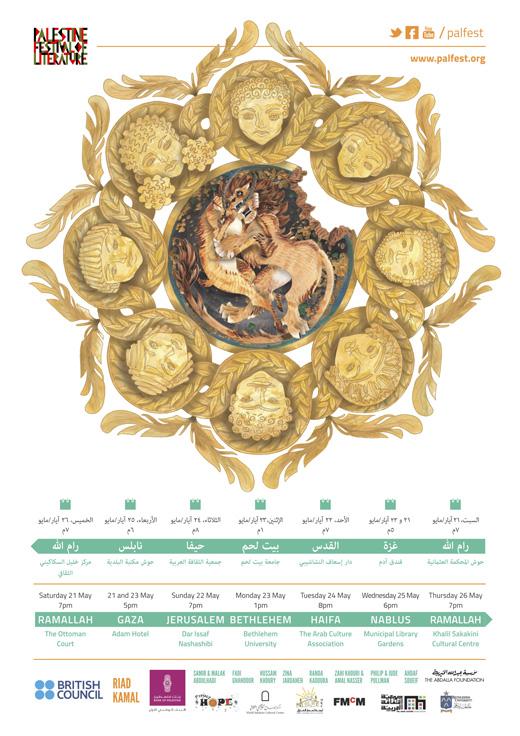 PALESTINE
FESTIVAL OF
LITERATURE
You Tube /palfest
www.palfest.org
السبت، ٢١ أيار/مايو ٢١ و ٢٣ أيار/مايو الأحد، ٢٢ أيار/مايو الإثنين، ٢٣ أيار/مايو الثلاثاء، ٢٤ أيار/مايو الأربعاء، ٢٥ أيار/مايو الخميس، ٢٦ أيار/مايو
٧م ٥م ٧م ١م ٨م ٦م ٧م
رام الله غزة القدس بيت لحم حيفا نابلس رام الله
حوش المحكمة العثمانية فندق آدم دار إسعاف النشاشيبي جامعة بيت لحم جمعية الثقافة العربية حوش مكتبة البلدية مركز خليل السكاكيني
الثقافي
Saturday 21 May 21 and 23 May Sunday 22 May Monday 23 May Tuesday 24 May Wednesday 25 May Thursday 26 May
7pm 5pm 7pm 1pm 8pm 6pm 7pm
RAMALLAH GAZA JERUSALEM BETHLEHEM HAIFA NABLUS RAMALLAH
The Ottoman Adam Hotel Dar Issaf Bethlehem The Arab Culture Municipal Library Khalil Sakakini
Court Nashashibi University Association Gardens Cultural Centre
BRITISH
COUNCIL
RIAD
KAMAL
BANK OF PALESTINE
SAMIR & MALAK FADI HUSSAM ZINA RANDA ZAHI KHOURI & PHILIP & JUDE AHDAF
ABDULHADI GHANDOUR KHOURY JARDANEH KADOURA AMAL NASSER PULLMAN SOUEIF
THE ABDALLA FOUNDATION
HOPE
FMCM